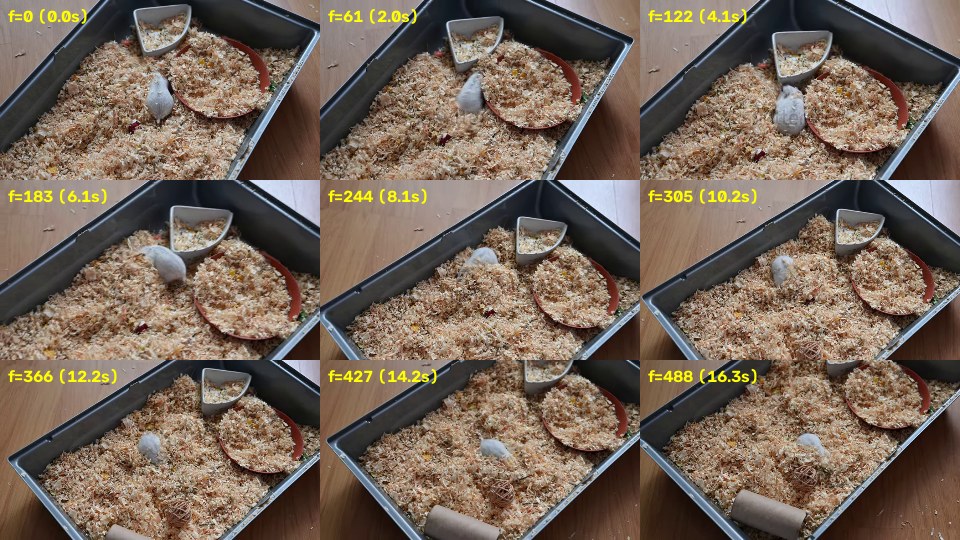 f=0 (0.0s)
f=61 (2.0s)
f=122 (4.1s)
f=183 (6.1s)
f=244 (8.1s)
f=305 (10.2s)
f=366 (12.2s)
f=427 (14.2s)
f=488 (16.3s)